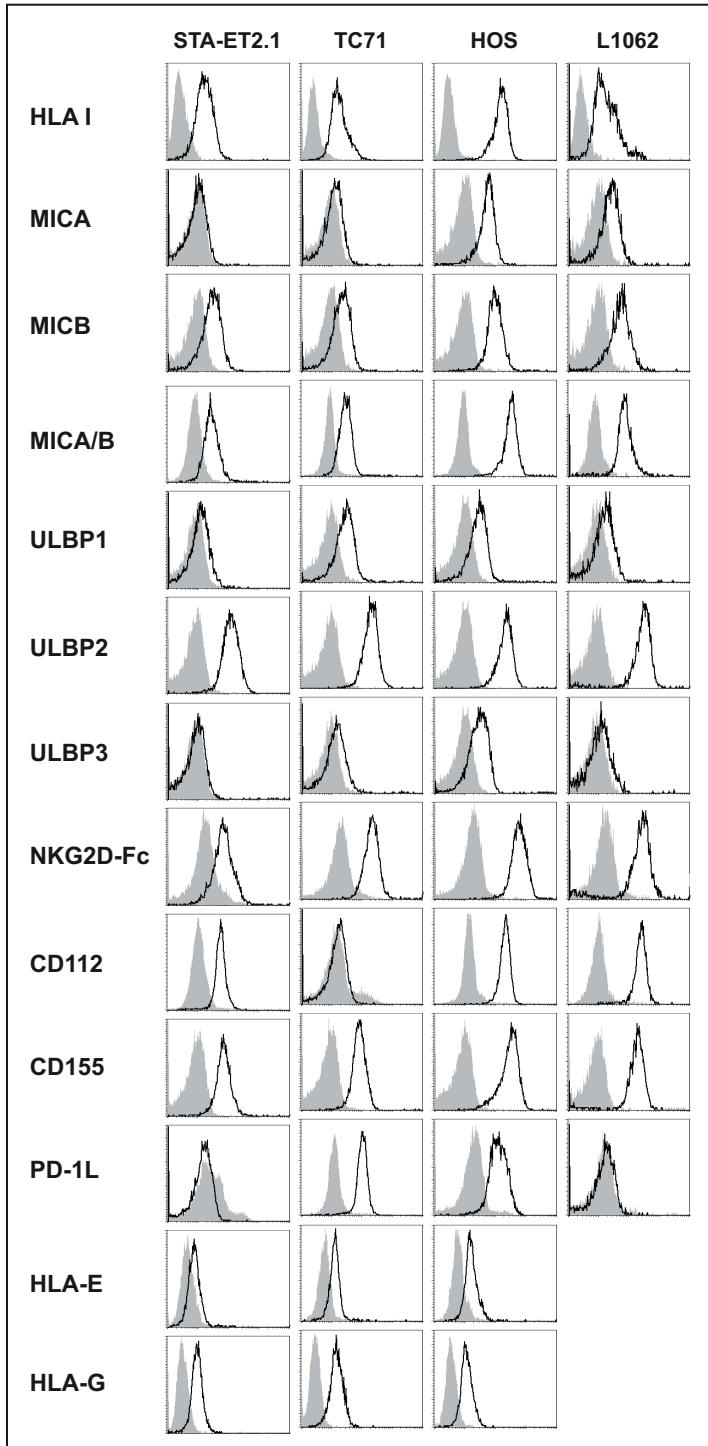 STA-ET2.1 TC71 HOS L1062
HLA I
MICA
MICB
MICA/B
ULBP1
ULBP2
ULBP3
NKG2D-Fc
CD112
CD155
PD-1L
HLA-E
HLA-G